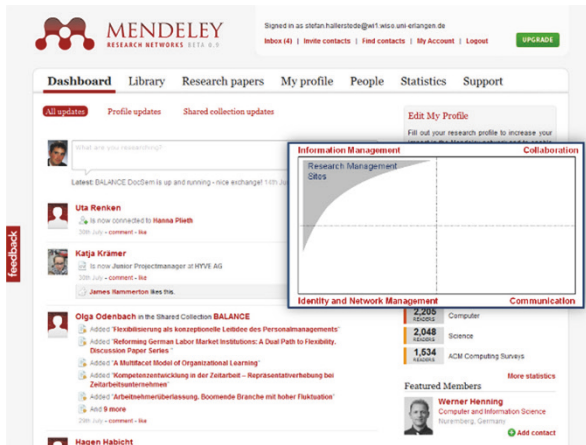 MENDELEY
RESEARCH NETWORKS BETA 6.0
Signed in as stefan.hallerstede@wi1.wiso.uni-erlangen.de
Inbox (4) | Invite contacts | Find contacts | My Account | Logout
UPGRADE
Dashboard Library Research papers My profile People Statistics Support
All updates Profile updates Shared collection updates
What are you researching?
Latest: BALANCE DocSem is up and running - nice exchange! 14th
Uta Renken
is now connected to Hanna Plieth
30th July - comment - like
Katja Krämer
is now Junior Projectmanager at HYVE AG
30th July - comment - like
James Hammerton likes this.
Olga Odenbach in the Shared Collection BALANCE
Added 'Flexibilisierung als konzeptionelle Leitidee des Personalmanagements'
Added 'Reforming German Labor Market Institutions: A Dual Path to Flexibility.
Discussion Paper Series '
Added 'A Multifacet Model of Organizational Learning'
Added 'Kompetenzentwicklung in der Zeitarbeit – Repräsentativerhebung bei
Zeitarbeitsunternehmen'
Added 'Arbeitnehmerüberlassung. Boomende Branche mit hoher Fluktuation'
And 9 more
29th July - comment - like
Hagen Habicht
feedback
Edit My Profile
Fill out your research profile to increase your
Information Management Collaboration
Research Management
Sites
Identity and Network Management Communication
2,205 READERS Computer
2,048 READERS Science
1,534 READERS ACM Computing Surveys
More statistics
Featured Members
Werner Henning
Computer and Information Science
Nuremberg, Germany
Add contact